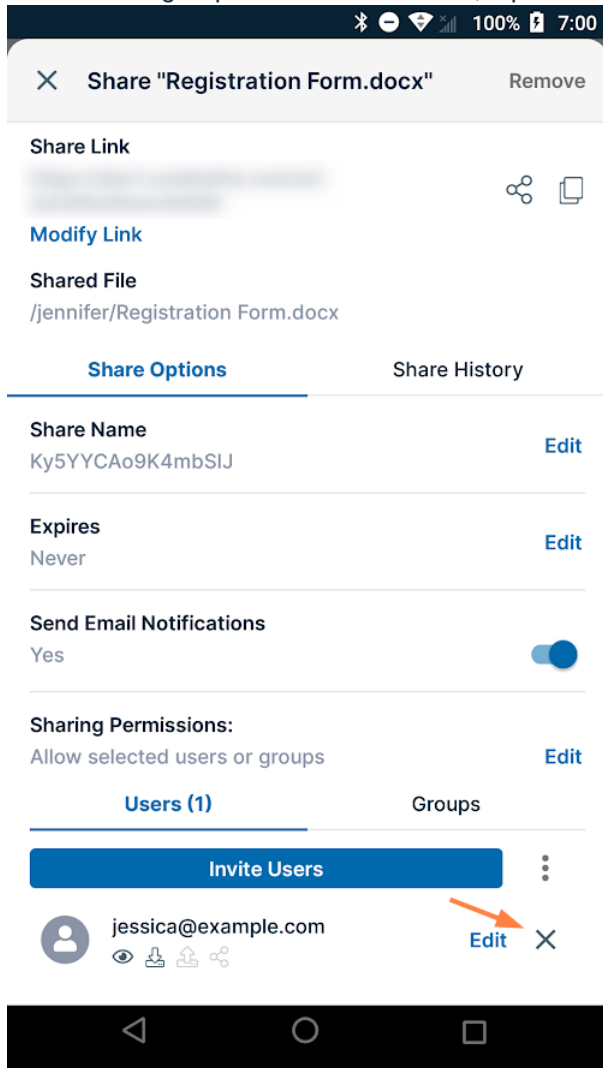 100% 7:00
Share "Registration Form.docx" Remove
Share Link
Modify Link
Shared File
/jennifer/Registration Form.docx
Share Options Share History
Share Name
Ky5YYCAo9K4mbSIJ Edit
Expires
Never Edit
Send Email Notifications
Yes
Sharing Permissions:
Allow selected users or groups Edit
Users (1) Groups
Invite Users
jessica@example.com
Edit